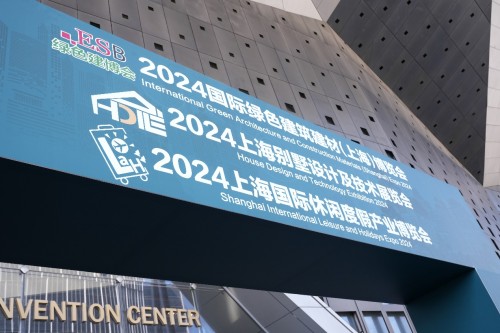 ESB
绿色建博会
2024国际绿色建筑建材(上海)博览会
International Green Architecture and Construction Materials (Shanghai) Expo 2024
HDTE
2024上海别墅设计及技术展览会
House Design and Technology Exhibition 2024
LaH
2024上海国际休闲度假产业博览会
Shanghai International Leisure and Holidays Expo 2024
NVENTION CENTER